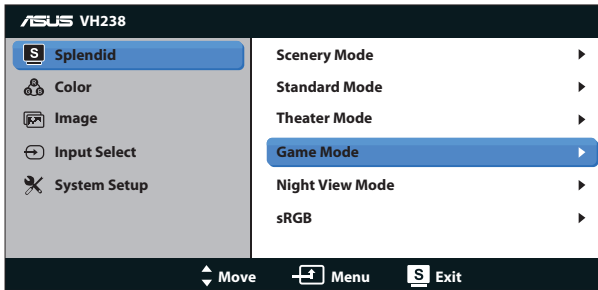 ASUS VH238
S Splendid
Color
Image
Input Select
System Setup
Scenery Mode
Standard Mode
Theater Mode
Game Mode
Night View Mode
sRGB
Move Menu S Exit